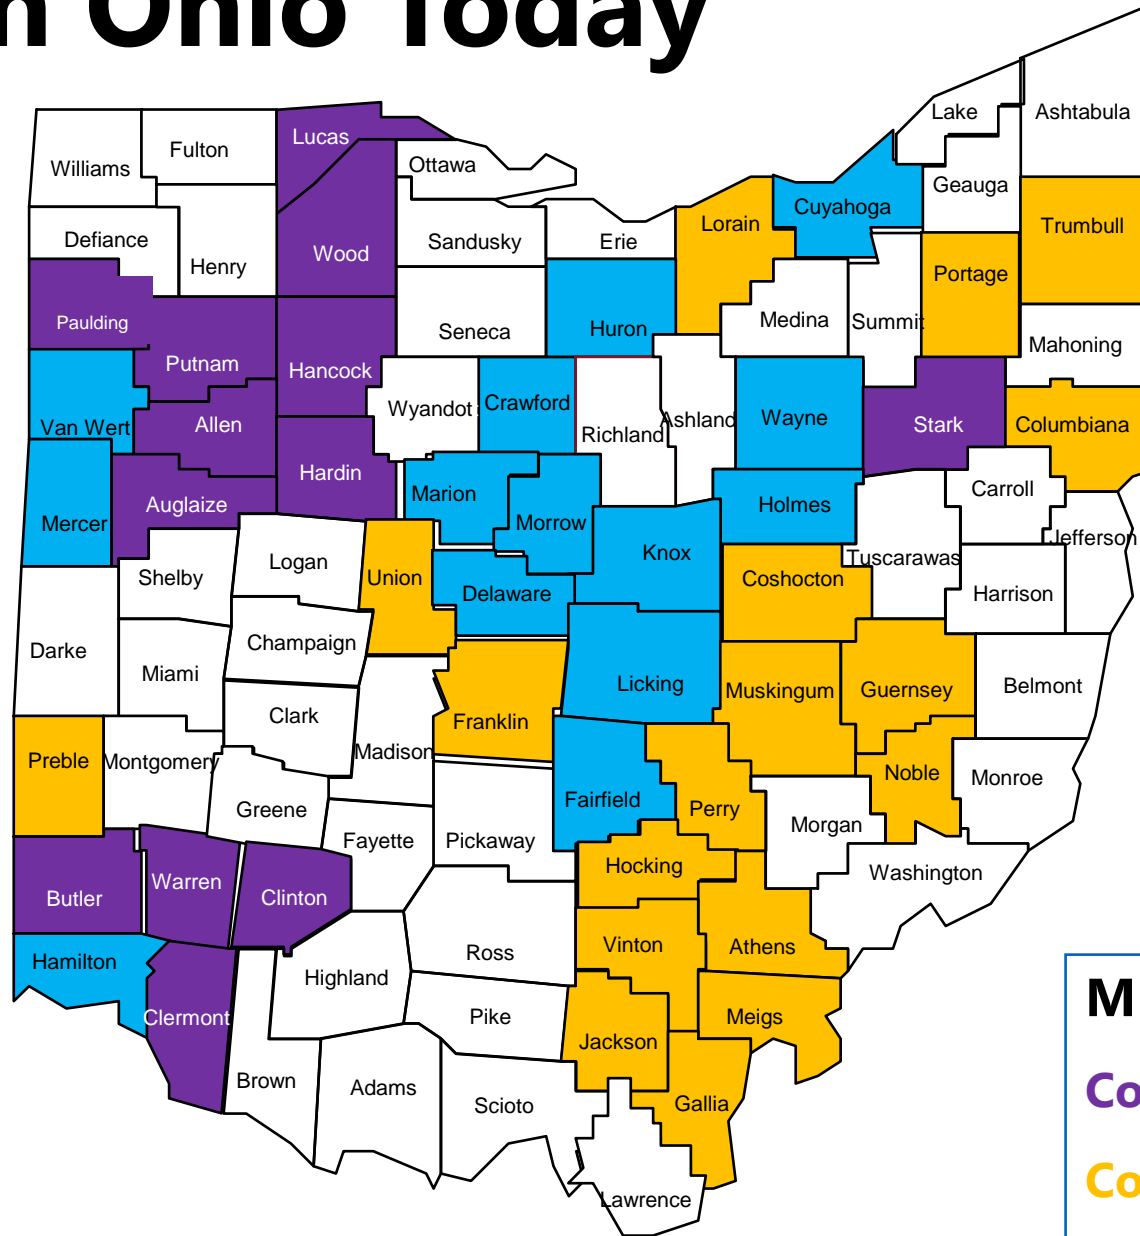 n Ohio Today
Lake
Ashtabula
Lucas
Fulton
Williams
Ottawa
Geauga
Cuyahoga
Lorain
Trumbull
Defiance
Sandusky
Erie
Wood
Henry
Portage
Paulding
Medina
Summit
Huron
Seneca
Mahoning
Putnam
Hancock
Crawford
Wyandot
Ashland
Wayne
Van Wert
Allen
Richland
Stark
Columbiana
Hardin
Marion
Carroll
Auglaize
Holmes
Mercer
Morrow
Jefferson
Knox
Tuscarawas
Logan
Shelby
Union
Coshocton
Delaware
Harrison
Champaign
Darke
Miami
Licking
Muskingum
Guernsey
Belmont
Clark
Franklin
Madison
Preble
Montgomery
Noble
Monroe
Fairfield
Greene
Perry
Morgan
Fayette
Pickaway
Hocking
Washington
Warren
Butler
Clinton
Vinton
Athens
Ross
Hamilton
Highland
M
Clermont
Pike
Meigs
Jackson
Brown
Adams
Co
Scioto
Gallia
Co
Lawrence